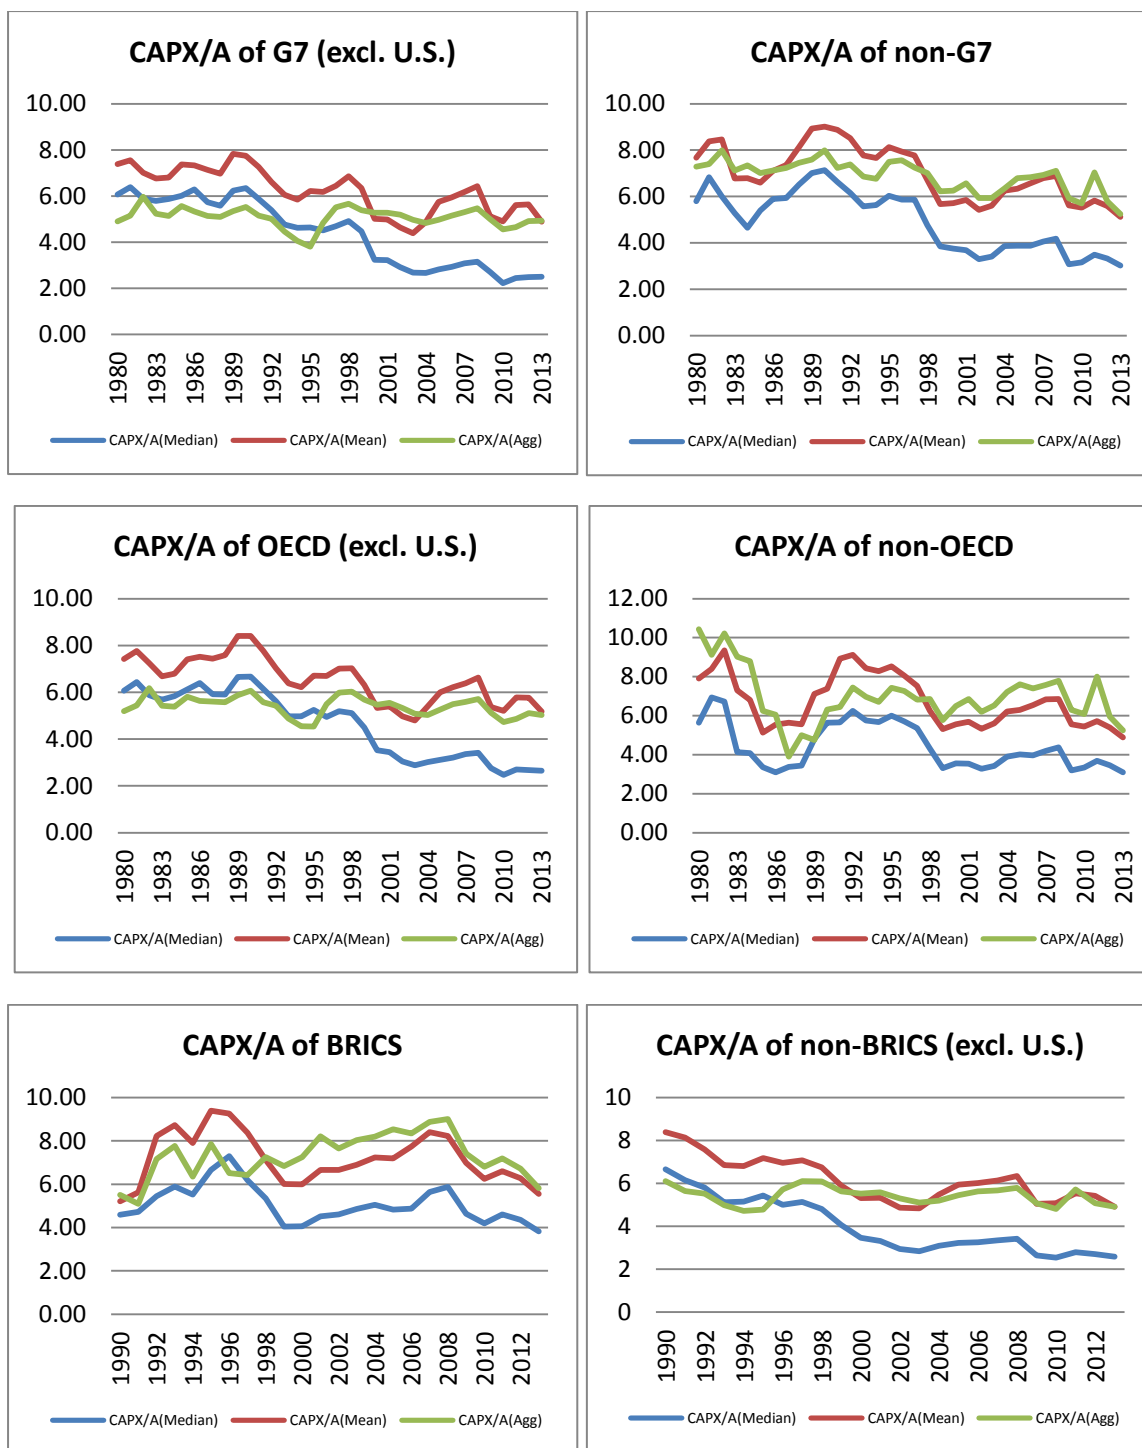 CAPX/A of G7 (excl. U.S.)
10.00
8.00
6.00
4.00
2.00
0.00
1980 1983 1986 1989 1992 1995 1998 2001 2004 2007 2010 2013
CAPX/A(Median) CAPX/A(Mean) CAPX/A(Agg)
CAPX/A of non-G7
10.00
8.00
6.00
4.00
2.00
0.00
1980 1983 1986 1989 1992 1995 1998 2001 2004 2007 2010 2013
CAPX/A(Median) CAPX/A(Mean) CAPX/A(Agg)
CAPX/A of OECD (excl. U.S.)
10.00
8.00
6.00
4.00
2.00
0.00
1980 1983 1986 1989 1992 1995 1998 2001 2004 2007 2010 2013
CAPX/A(Median) CAPX/A(Mean) CAPX/A(Agg)
CAPX/A of non-OECD
12.00
10.00
8.00
6.00
4.00
2.00
0.00
1980 1983 1986 1989 1992 1995 1998 2001 2004 2007 2010 2013
CAPX/A(Median) CAPX/A(Mean) CAPX/A(Agg)
CAPX/A of BRICS
10.00
8.00
6.00
4.00
2.00
0.00
1990 1992 1994 1996 1998 2000 2002 2004 2006 2008 2010 2012
CAPX/A(Median) CAPX/A(Mean) CAPX/A(Agg)
CAPX/A of non-BRICS (excl. U.S.)
10
8
6
4
2
0
1990 1992 1994 1996 1998 2000 2002 2004 2006 2008 2010 2012
CAPX/A(Median) CAPX/A(Mean) CAPX/A(Agg)